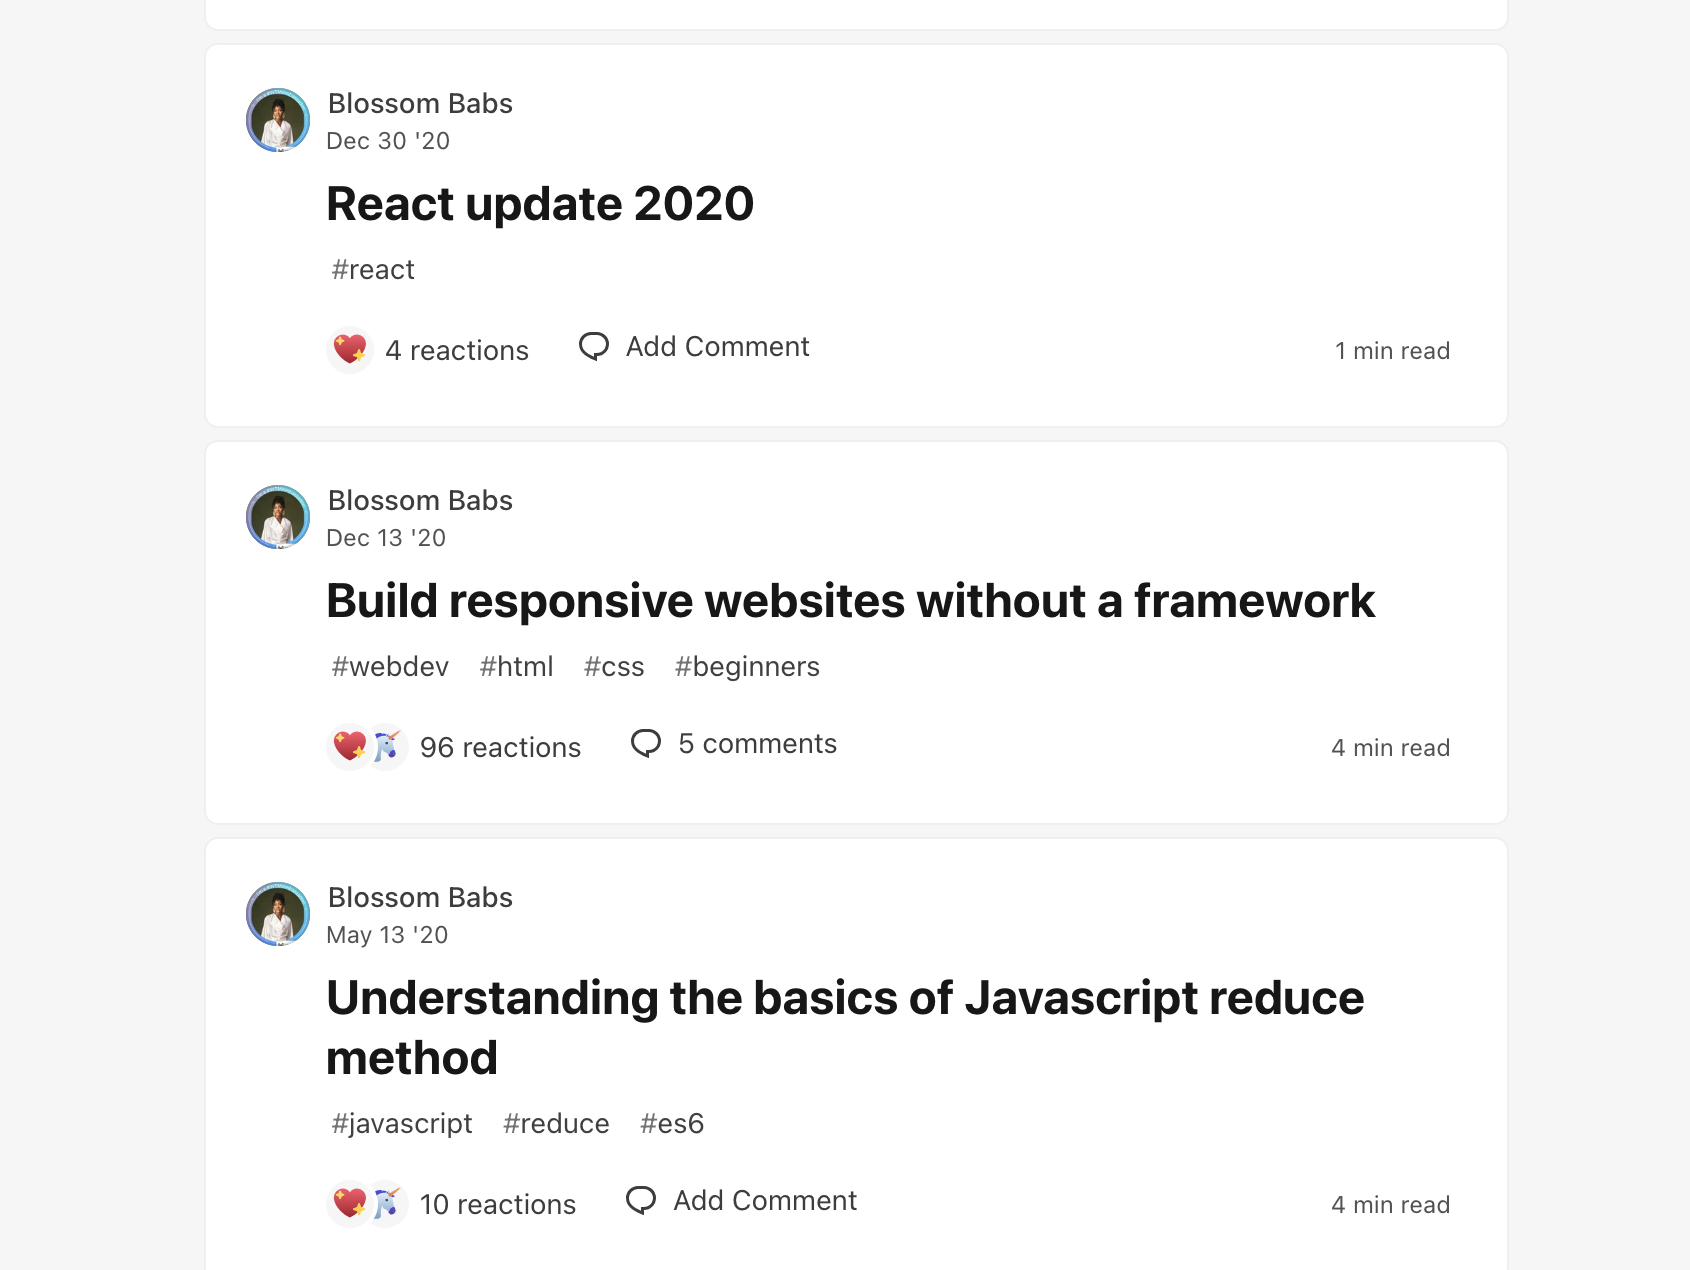 Blossom Babs
Dec 30 '20
React update 2020
#react
4 reactions Add Comment 1 min read
Blossom Babs
Dec 13 '20
Build responsive websites without a framework
#webdev #html #css #beginners
96 reactions 5 comments 4 min read
Blossom Babs
May 13 '20
Understanding the basics of Javascript reduce
method
#javascript #reduce #es6
10 reactions Add Comment 4 min read